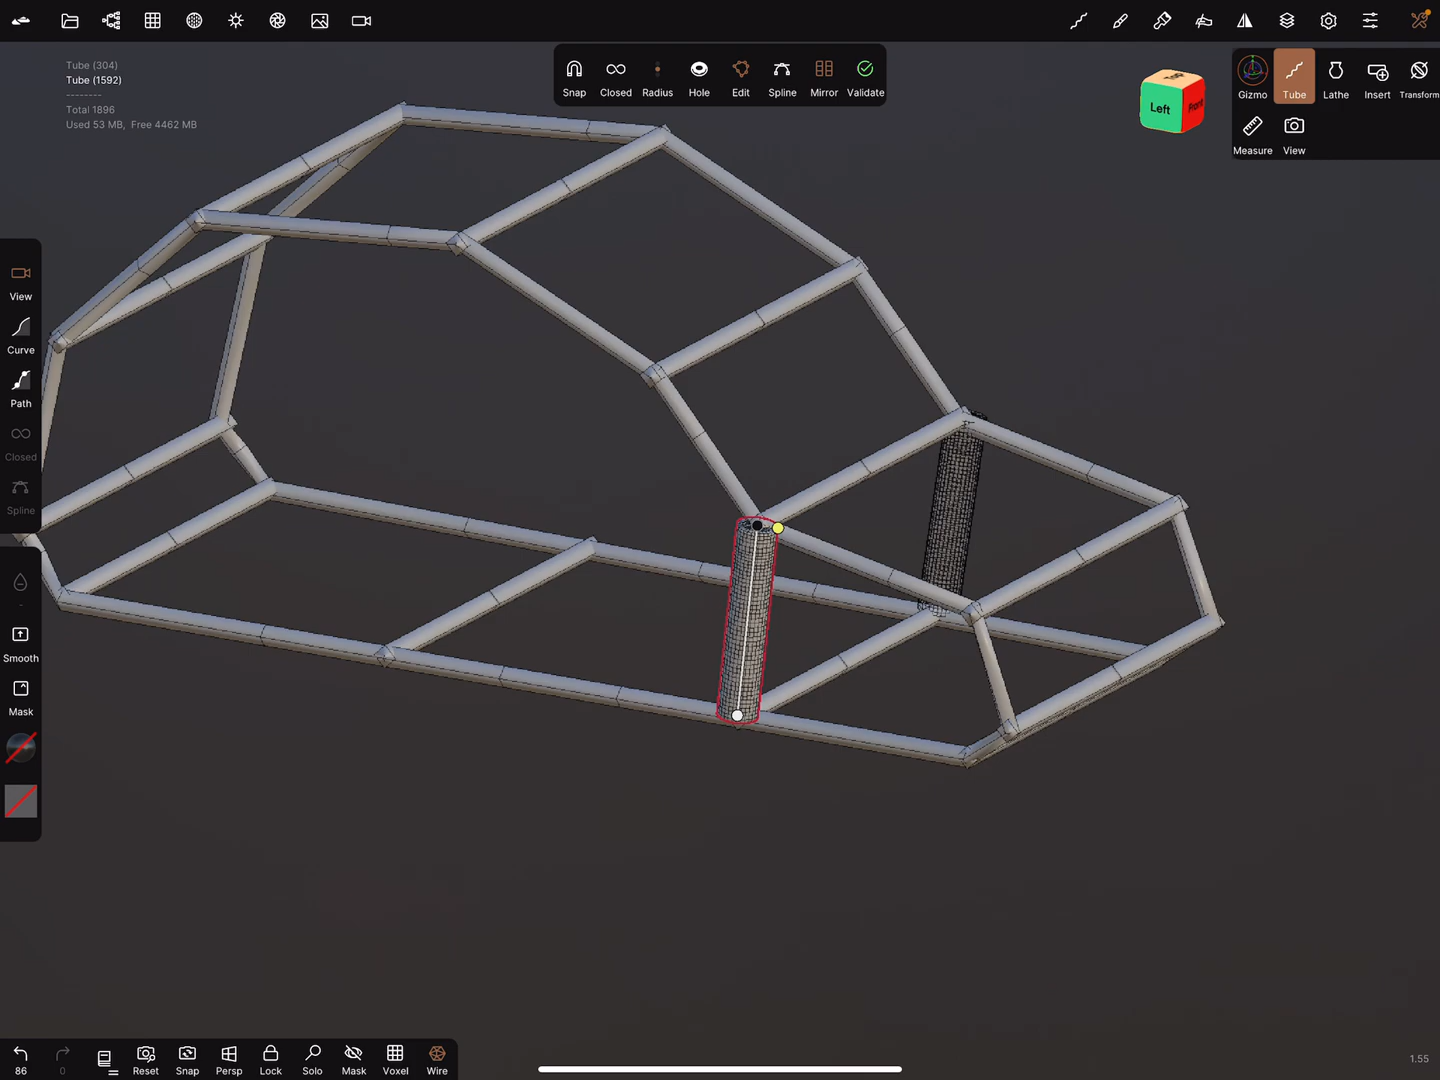 Tube (304)
Tube (1592)
--------
Total 1896
Used 53 MB, Free 4462 MB
Snap
Closed
Radius
Hole
Edit
Spline
Mirror
Validate
Top
Left
Front
Gizmo
Tube
Lathe
Insert
Transform
Measure
View
View
Curve
Path
Closed
Spline
-
Smooth
Mask
86
0
Reset
Snap
Persp
Lock
Solo
Mask
Voxel
Wire
1.55